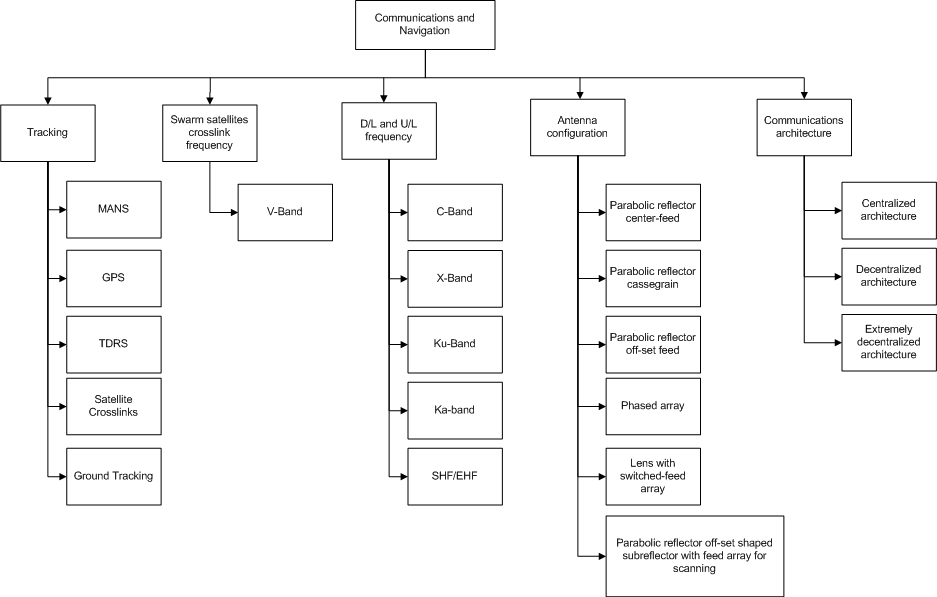 Communications and
Navigation
Tracking
Swarm satellites
crosslink
frequency
D/L and U/L
frequency
Antenna
configuration
Communications
architecture
MANS
GPS
TDRS
Satellite
Crosslinks
Ground Tracking
V-Band
C-Band
X-Band
Ku-Band
Ka-band
SHF/EHF
Parabolic reflector
center-feed
Parabolic reflector
cassegrain
Parabolic reflector
off-set feed
Phased array
Lens with
switched-feed
array
Parabolic reflector off-set shaped
subreflector with feed array for
scanning
Centralized
architecture
Decentralized
architecture
Extremely
decentralized
architecture